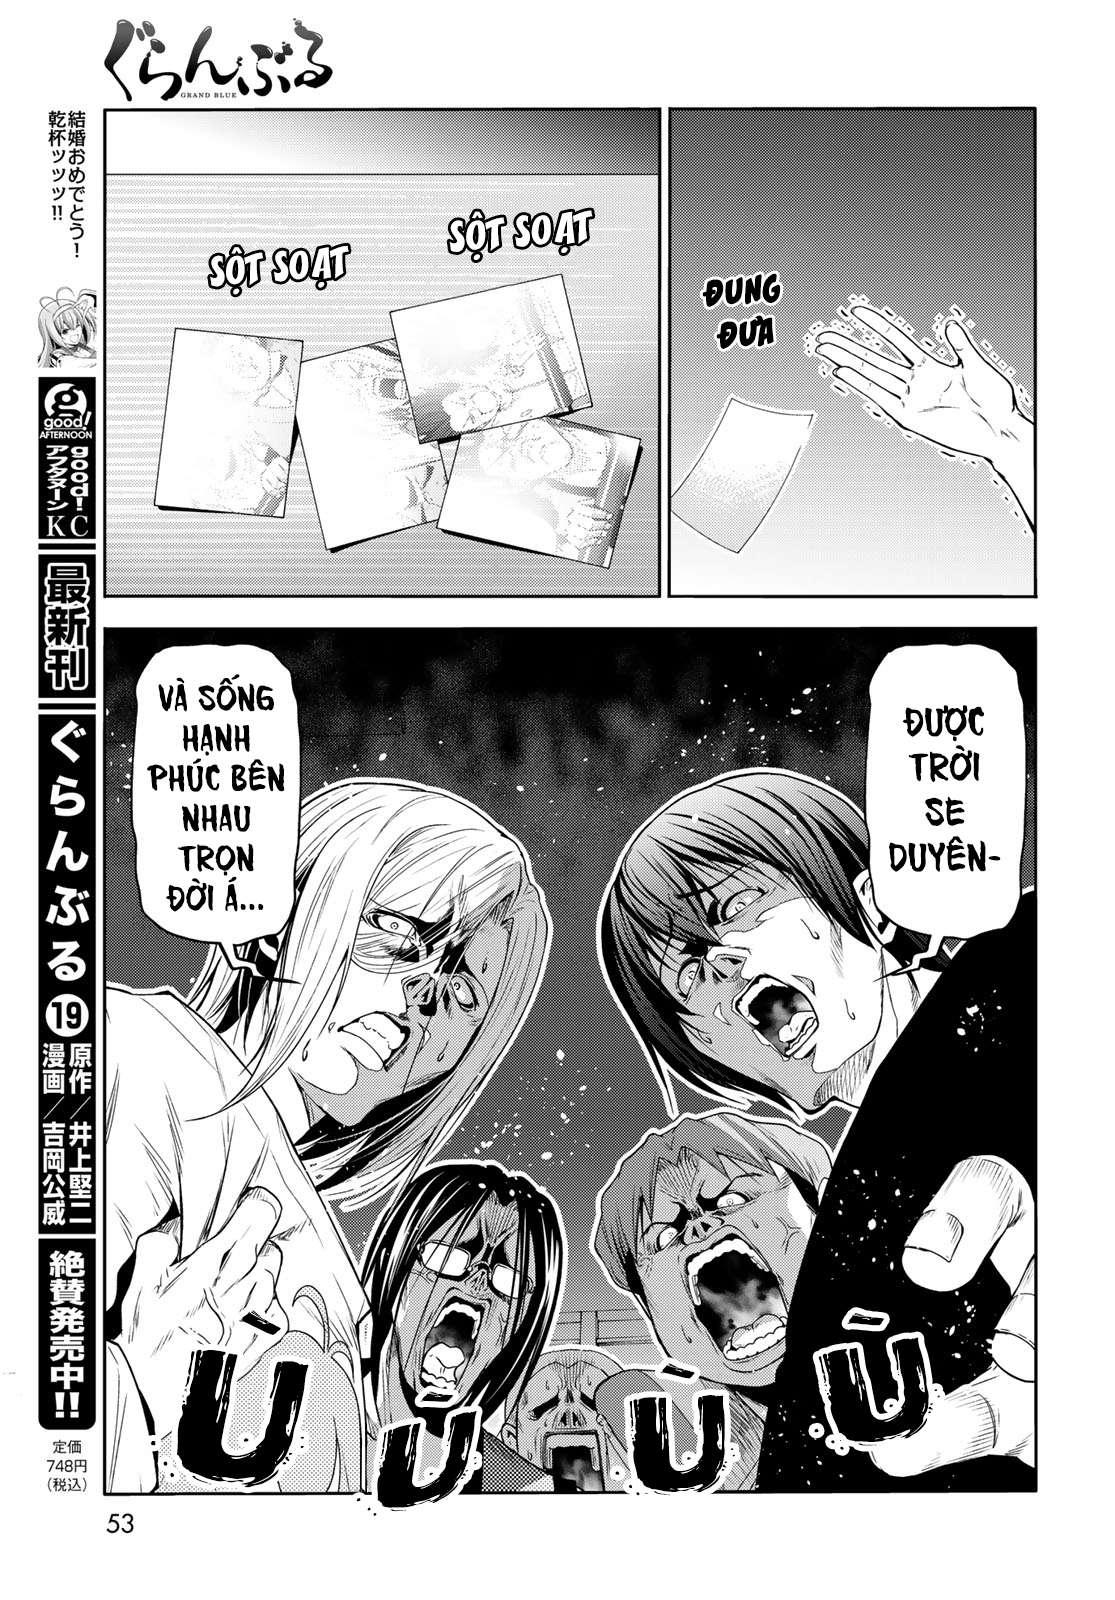 ぐらんぶる
GRAND BLUE
結婚おめでとう！
乾杯ッッッ!!
good!
AFTERNOON
good!
アフタヌーン
KC
最新刊
ぐらんぶる⑲
原作／井上堅二
漫画／吉岡公威
絶賛発売中!!
定価
748円
(税込)
ĐUNG
ĐƯA
SỘT SOẠT
SỘT SOẠT
ĐƯỢC
TRỜI
SE
DUYÊN-
VÀ SỐNG
HẠNH
PHÚC BÊN
NHAU
TRỌN
ĐỜI Á...
Ù
Ú
Ú
Ú
U
53